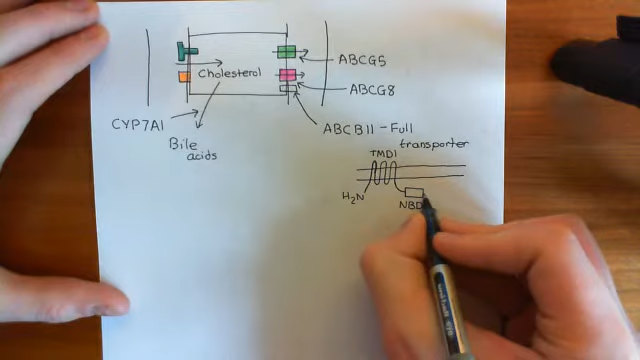 ABCG5
Cholesterol
ABCG8
CYP7A1
ABCB11 - Full
transporter
Bile
acids
TMD1
H₂N
NBD